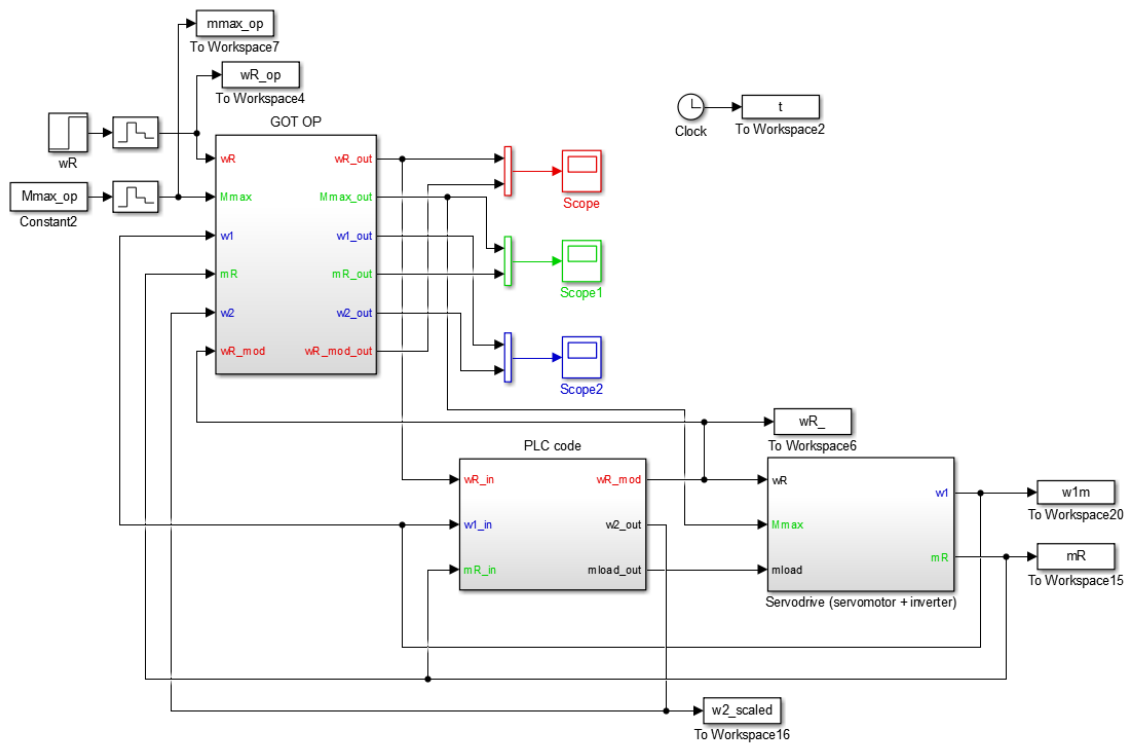 mmax_op
To Workspace7
wR_op
To Workspace4
wR
Mmax_op
Constant2
GOT OP
wR
Mmax
w1
mR
w2
wR_mod
wR_out
Mmax_out
w1_out
mR_out
w2_out
wR_mod_out
Scope
Scope1
Scope2
Clock
t
To Workspace2
wR_
To Workspace6
PLC code
wR_in
w1_in
mR_in
wR_mod
w2_out
mload_out
wR
Mmax
mload
w1
mR
Servodrive (servomotor + inverter)
w1m
To Workspace20
mR
To Workspace15
w2_scaled
To Workspace16